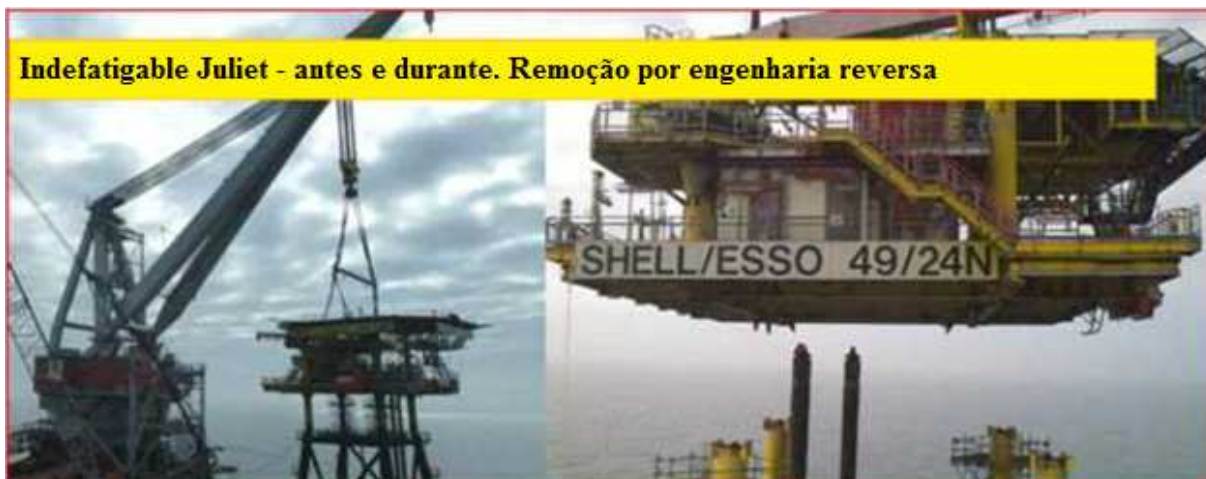 Indefatigable Juliet - antes e durante. Remoção por engenharia reversa
SHELL/ESSO 49/24N